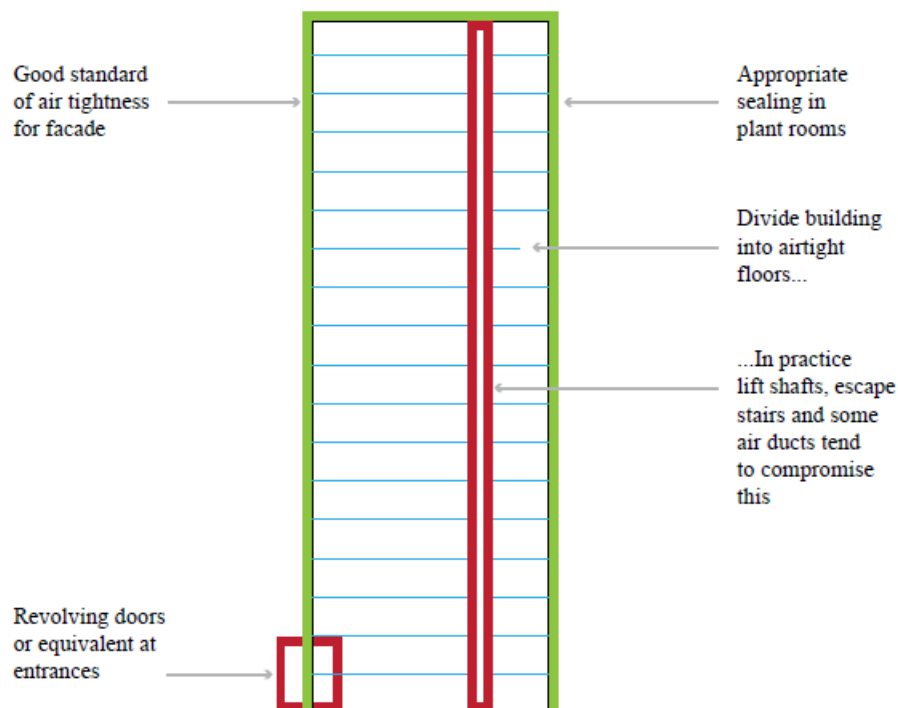 Good standard
of air tightness
for facade
Appropriate
sealing in
plant rooms
Divide building
into airtight
floors...
...In practice
lift shafts, escape
stairs and some
air ducts tend
to compromise
this
Revolving doors
or equivalent at
entrances